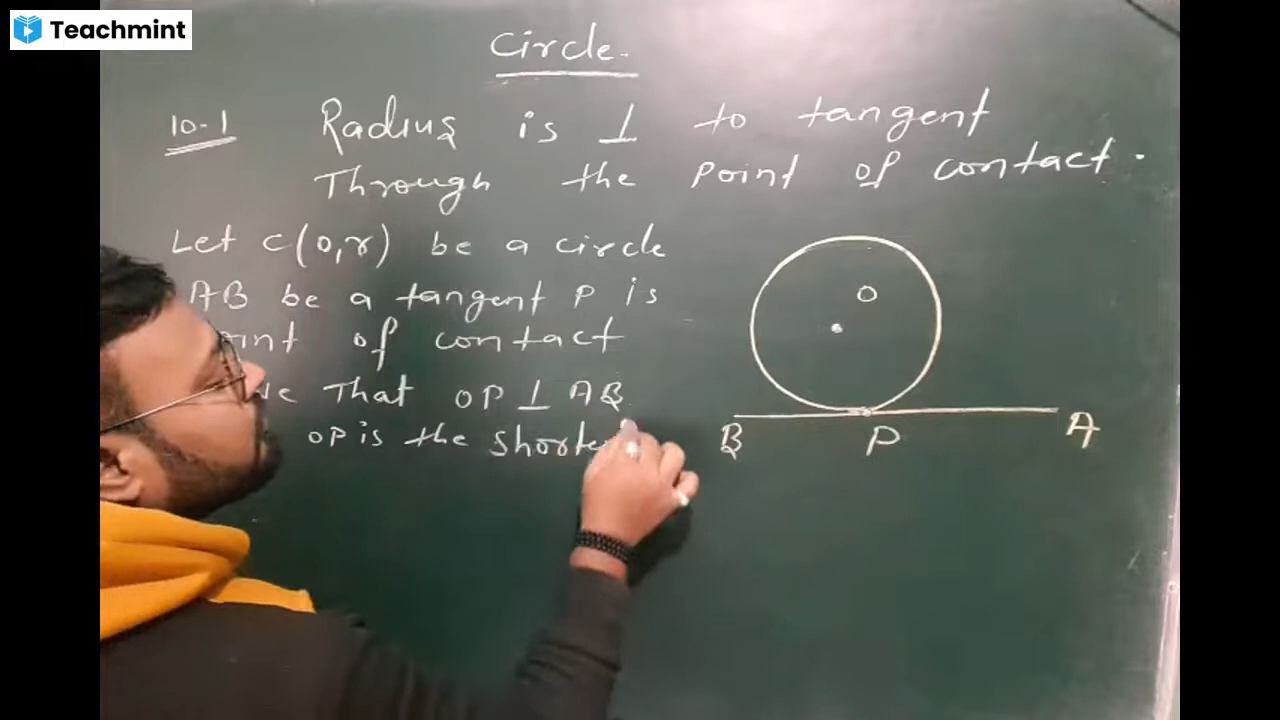 Teachmint
Circle.
10-1 Radius is ⊥ to tangent
Through the point of contact.
Let C(O,r) be a circle
AB be a tangent P is
of contact
That OP ⊥ AB
OP is the
O
B P A